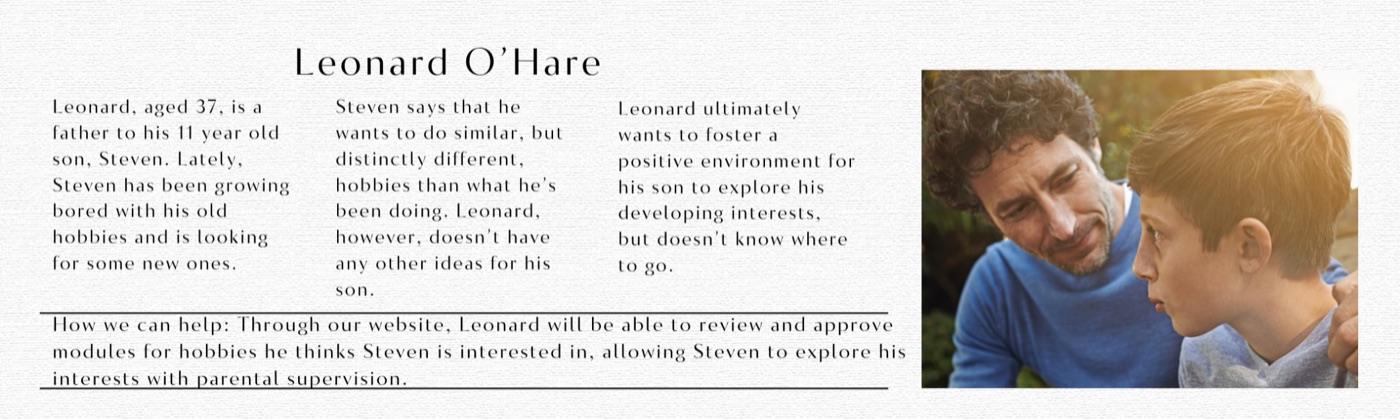 Leonard O’Hare
Leonard, aged 37, is a
father to his 11 year old
son, Steven. Lately,
Steven has been growing
bored with his old
hobbies and is looking
for some new ones.
Steven says that he
wants to do similar, but
distinctly different,
hobbies than what he’s
been doing. Leonard,
however, doesn’t have
any other ideas for his
son.
Leonard ultimately
wants to foster a
positive environment for
his son to explore his
developing interests,
but doesn’t know where
to go.
How we can help: Through our website, Leonard will be able to review and approve
modules for hobbies he thinks Steven is interested in, allowing Steven to explore his
interests with parental supervision.